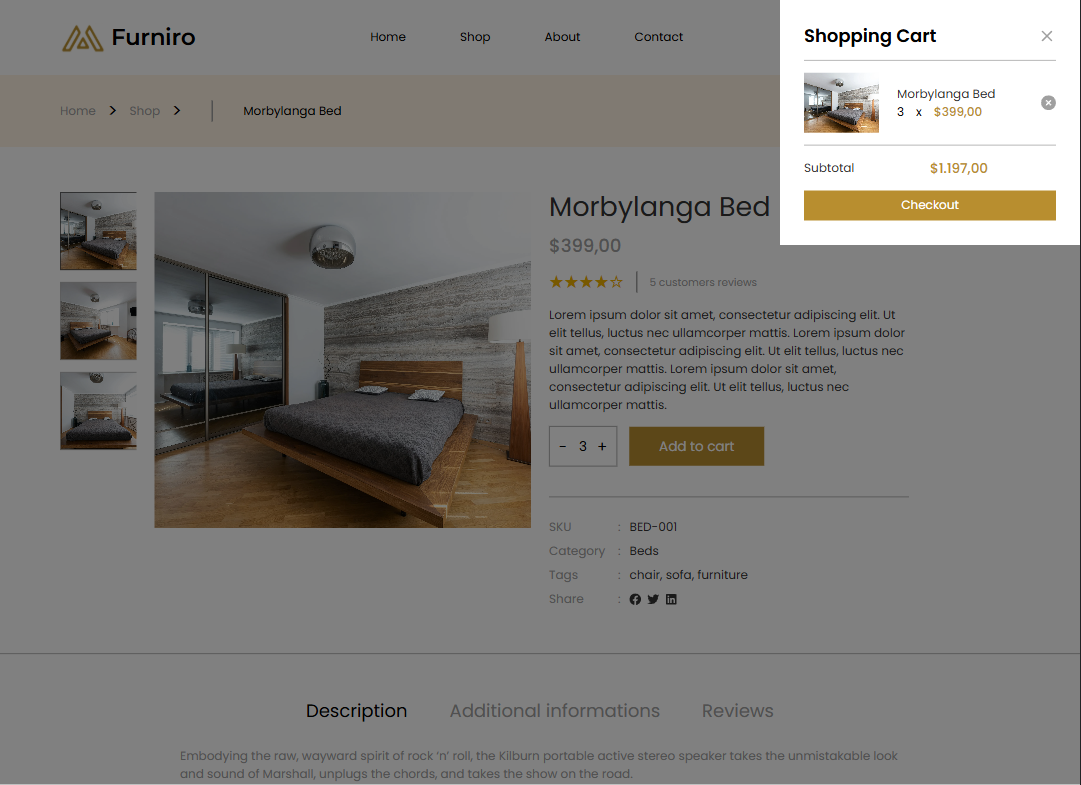 Furniro
Home
Shop
About
Contact
Shopping Cart
Morbylanga Bed
3 x $399,00
Subtotal $1.197,00
Checkout
Home
Shop
Morbylanga Bed
Morbylanga Bed
$399,00
5 customers reviews
Lorem ipsum dolor sit amet, consectetur adipiscing elit. Ut
elit tellus, luctus nec ullamcorper mattis. Lorem ipsum dolor
sit amet, consectetur adipiscing elit. Ut elit tellus, luctus nec
ullamcorper mattis. Lorem ipsum dolor sit amet,
consectetur adipiscing elit. Ut elit tellus, luctus nec
ullamcorper mattis.
- 3 +
Add to cart
SKU : BED-001
Category : Beds
Tags : chair, sofa, furniture
Share :
Description
Additional informations
Reviews
Embodying the raw, wayward spirit of rock ‘n’ roll, the Kilburn portable active stereo speaker takes the unmistakable look
and sound of Marshall, unplugs the chords, and takes the show on the road.